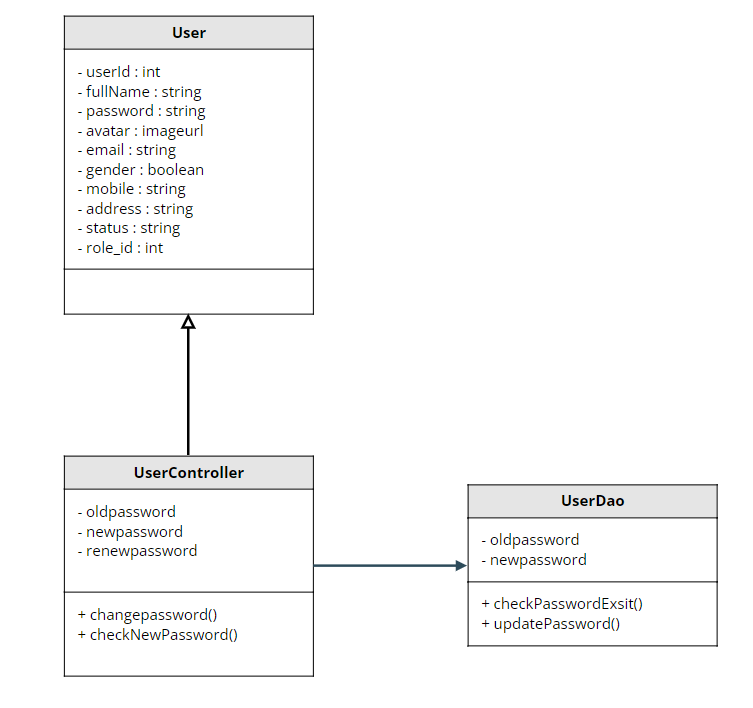 User
- userId : int
- fullName : string
- password : string
- avatar : imageurl
- email : string
- gender : boolean
- mobile : string
- address : string
- status : string
- role_id : int
UserController
- oldpassword
- newpassword
- renewpassword
+ changepassword()
+ checkNewPassword()
UserDao
- oldpassword
- newpassword
+ checkPasswordExsit()
+ updatePassword()